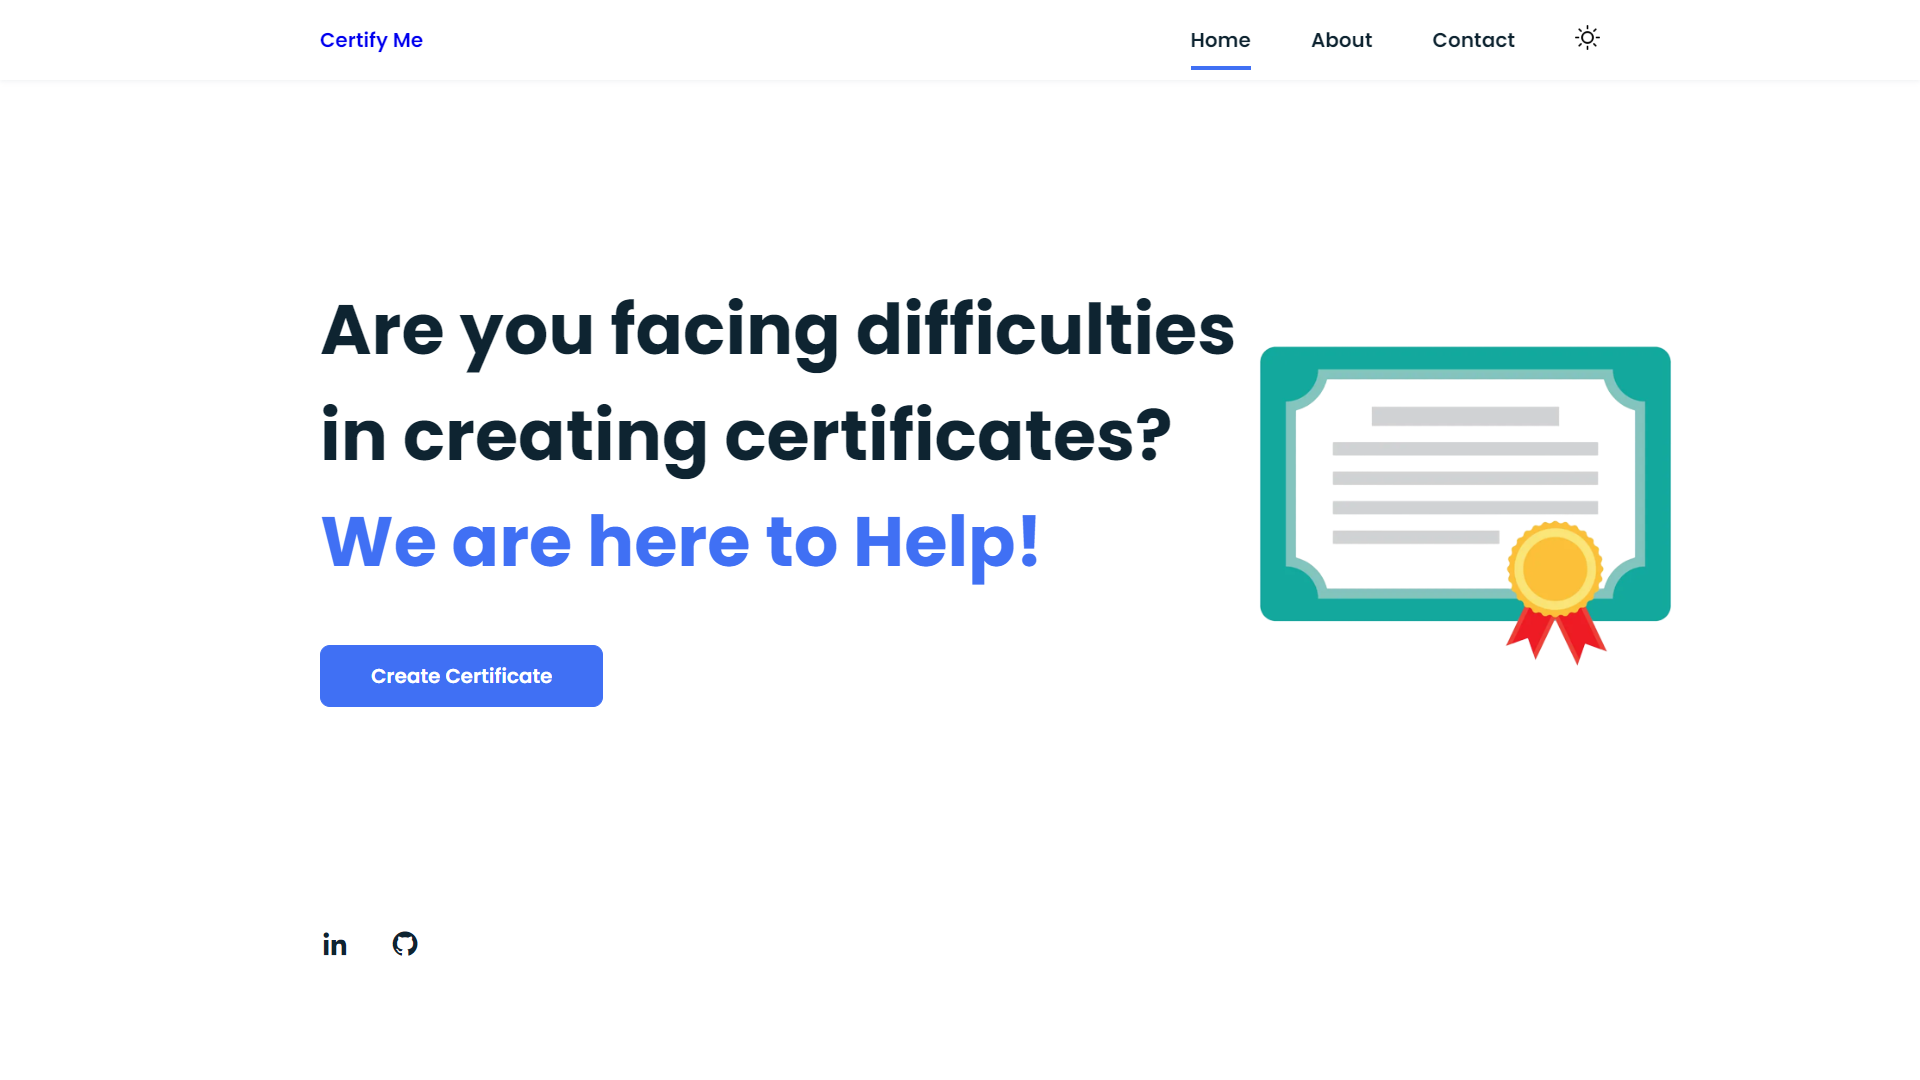 Certify Me
Home
About
Contact
Are you facing difficulties
in creating certificates?
We are here to Help!
Create Certificate
in